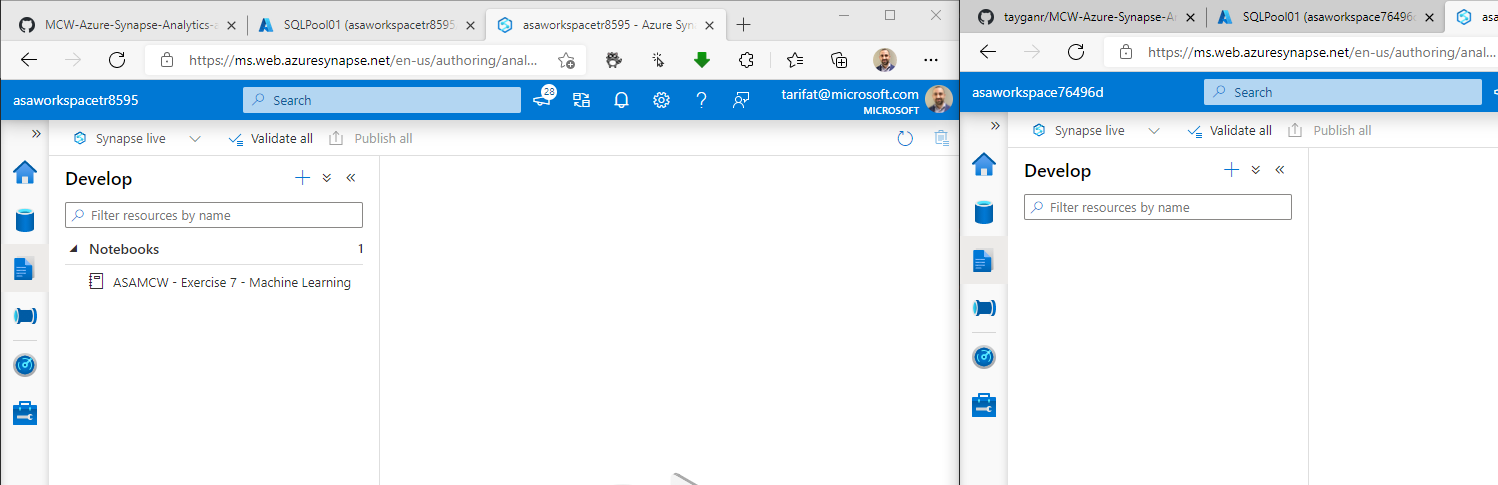 MCW-Azure-Synapse-Analytics-a
SQLPool01 (asaworkspacetr8595
asaworkspacetr8595 - Azure Syn
https://ms.web.azuresynapse.net/en-us/authoring/anal...
asaworkspacetr8595
Search
28
tarifat@microsoft.com
MICROSOFT
Synapse live
Validate all
Publish all
Develop
Filter resources by name
Notebooks
1
ASAMCW - Exercise 7 - Machine Learning
tayganr/MCW-Azure-Synapse-A
SQLPool01 (asaworkspace76496d
asa
https://ms.web.azuresynapse.net/en-us/authoring/anal...
asaworkspace76496d
Search
Synapse live
Validate all
Publish all
Develop
Filter resources by name